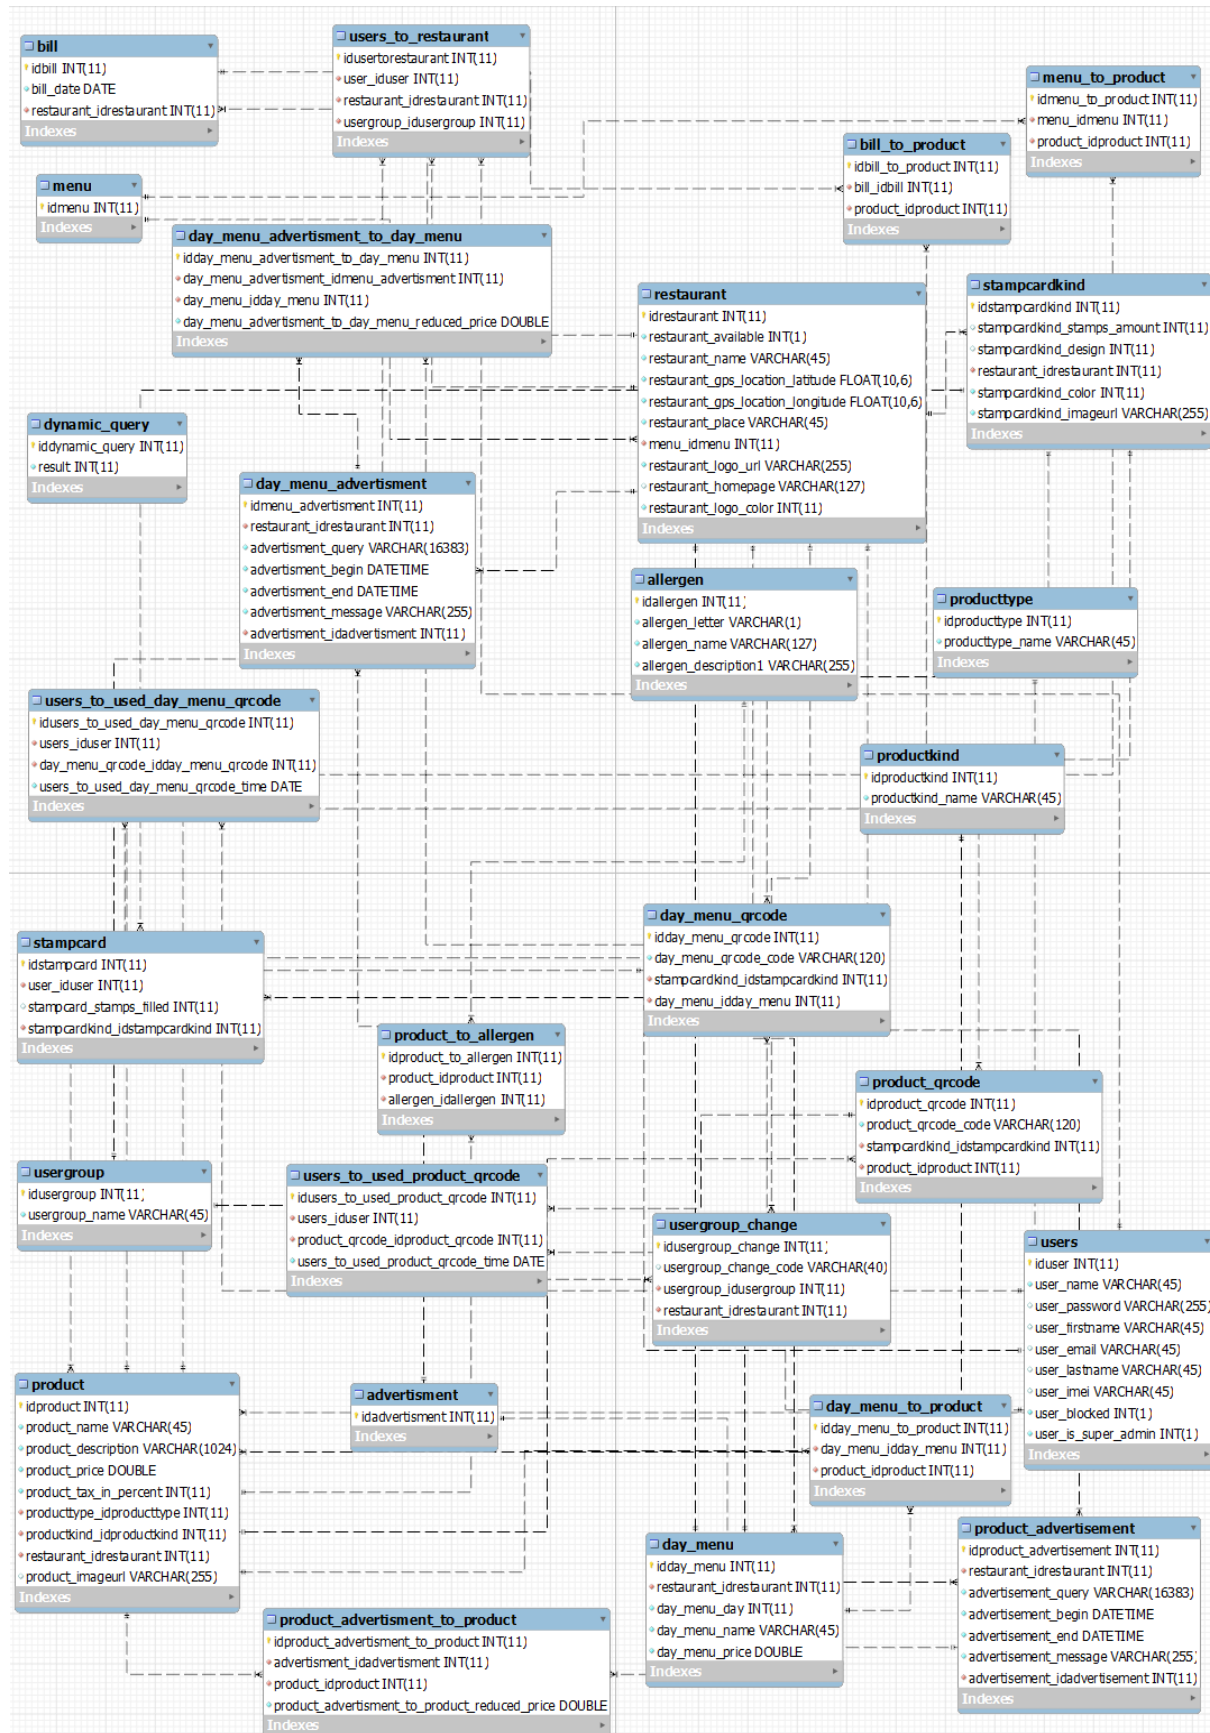 bill
idbill INT(11)
bill_date DATE
restaurant_idrestaurant INT(11)
Indexes
users_to_restaurant
idusertorestaurant INT(11)
user_iduser INT(11)
restaurant_idrestaurant INT(11)
usergroup_idusergroup INT(11)
Indexes
menu_to_product
idmenu_to_product INT(11)
menu_idmenu INT(11)
product_idproduct INT(11)
Indexes
bill_to_product
idbill_to_product INT(11)
bill_idbill INT(11)
product_idproduct INT(11)
Indexes
menu
idmenu INT(11)
Indexes
day_menu_advertisment_to_day_menu
idday_menu_advertisment_to_day_menu INT(11)
day_menu_advertisment_idmenu_advertisment INT(11)
day_menu_idday_menu INT(11)
day_menu_advertisment_to_day_menu_reduced_price DOUBLE
Indexes
restaurant
idrestaurant INT(11)
restaurant_available INT(1)
restaurant_name VARCHAR(45)
restaurant_gps_location_latitude FLOAT(10,6)
restaurant_gps_location_longitude FLOAT(10,6)
restaurant_place VARCHAR(45)
menu_idmenu INT(11)
restaurant_logo_url VARCHAR(255)
restaurant_homepage VARCHAR(127)
restaurant_logo_color INT(11)
Indexes
stampcardkind
idstampcardkind INT(11)
stampcardkind_stamps_amount INT(11)
stampcardkind_design INT(11)
restaurant_idrestaurant INT(11)
stampcardkind_color INT(11)
stampcardkind_imageurl VARCHAR(255)
Indexes
dynamic_query
iddynamic_query INT(11)
result INT(11)
Indexes
day_menu_advertisment
idmenu_advertisment INT(11)
restaurant_idrestaurant INT(11)
advertisment_query VARCHAR(16383)
advertisment_begin DATETIME
advertisment_end DATETIME
advertisment_message VARCHAR(255)
advertisment_idadvertisment INT(11)
Indexes
allergen
idallergen INT(11)
allergen_letter VARCHAR(1)
allergen_name VARCHAR(127)
allergen_description1 VARCHAR(255)
Indexes
producttype
idproducttype INT(11)
producttype_name VARCHAR(45)
Indexes
users_to_used_day_menu_qrcode
idusers_to_used_day_menu_qrcode INT(11)
users_iduser INT(11)
day_menu_qrcode_idday_menu_qrcode INT(11)
users_to_used_day_menu_qrcode_time DATE
Indexes
productkind
idproductkind INT(11)
productkind_name VARCHAR(45)
Indexes
stampcard
idstampcard INT(11)
user_iduser INT(11)
stampcard_stamps_filled INT(11)
stampcardkind_idstampcardkind INT(11)
Indexes
day_menu_qrcode
idday_menu_qrcode INT(11)
day_menu_qrcode_code VARCHAR(120)
stampcardkind_idstampcardkind INT(11)
day_menu_idday_menu INT(11)
Indexes
product_to_allergen
idproduct_to_allergen INT(11)
product_idproduct INT(11)
allergen_idallergen INT(11)
Indexes
product_qrcode
idproduct_qrcode INT(11)
product_qrcode_code VARCHAR(120)
stampcardkind_idstampcardkind INT(11)
product_idproduct INT(11)
Indexes
usergroup
idusergroup INT(11)
usergroup_name VARCHAR(45)
Indexes
users_to_used_product_qrcode
idusers_to_used_product_qrcode INT(11)
users_iduser INT(11)
product_qrcode_idproduct_qrcode INT(11)
users_to_used_product_qrcode_time DATE
Indexes
usergroup_change
idusergroup_change INT(11)
usergroup_change_code VARCHAR(40)
usergroup_idusergroup INT(11)
restaurant_idrestaurant INT(11)
Indexes
users
iduser INT(11)
user_name VARCHAR(45)
user_password VARCHAR(255)
user_firstname VARCHAR(45)
user_email VARCHAR(45)
user_lastname VARCHAR(45)
user_imei VARCHAR(45)
user_blocked INT(1)
user_is_super_admin INT(1)
Indexes
product
idproduct INT(11)
product_name VARCHAR(45)
product_description VARCHAR(1024)
product_price DOUBLE
product_tax_in_percent INT(11)
producttype_idproducttype INT(11)
productkind_idproductkind INT(11)
restaurant_idrestaurant INT(11)
product_imageurl VARCHAR(255)
Indexes
advertisment
idadvertisment INT(11)
Indexes
day_menu_to_product
idday_menu_to_product INT(11)
day_menu_idday_menu INT(11)
product_idproduct INT(11)
Indexes
day_menu
idday_menu INT(11)
restaurant_idrestaurant INT(11)
day_menu_day INT(11)
day_menu_name VARCHAR(45)
day_menu_price DOUBLE
Indexes
product_advertisement
idproduct_advertisement INT(11)
restaurant_idrestaurant INT(11)
advertisement_query VARCHAR(16383)
advertisement_begin DATETIME
advertisement_end DATETIME
advertisement_message VARCHAR(255)
advertisement_idadvertisement INT(11)
Indexes
product_advertisment_to_product
idproduct_advertisment_to_product INT(11)
advertisment_idadvertisment INT(11)
product_idproduct INT(11)
product_advertisment_to_product_reduced_price DOUBLE
Indexes